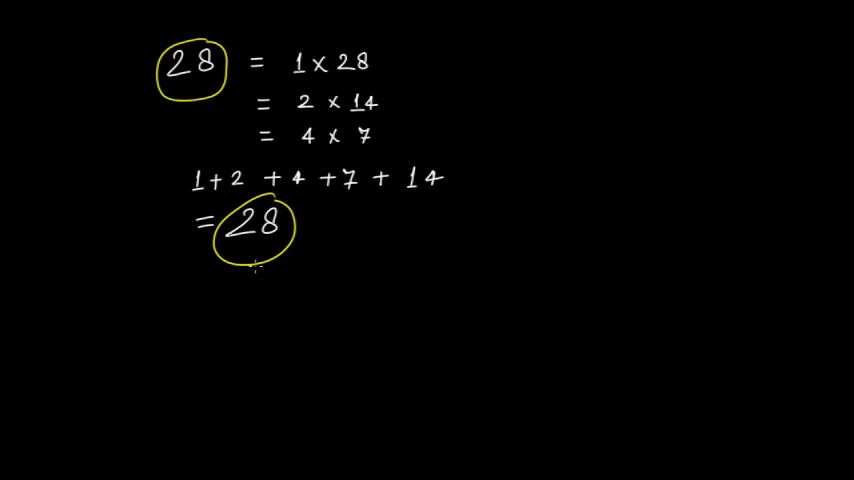 28 = 1 × 28
= 2 × 14
= 4 × 7
1+2 + 4 +7 + 14
= 28